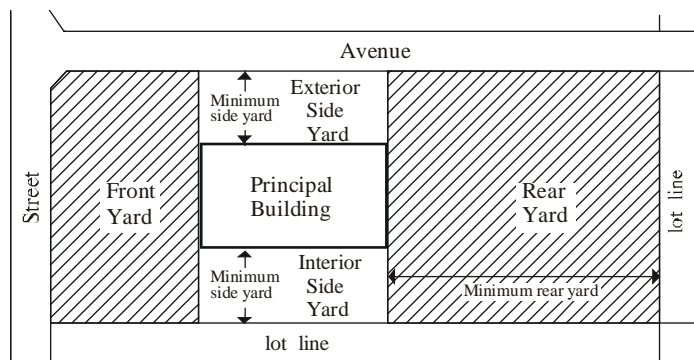 Avenue
Minimum
side yard
Exterior
Side
Yard
Street
Front
Yard
Principal
Building
Rear
Yard
lot line
Minimum
side yard
Interior
Side
Yard
Minimum rear yard
lot line